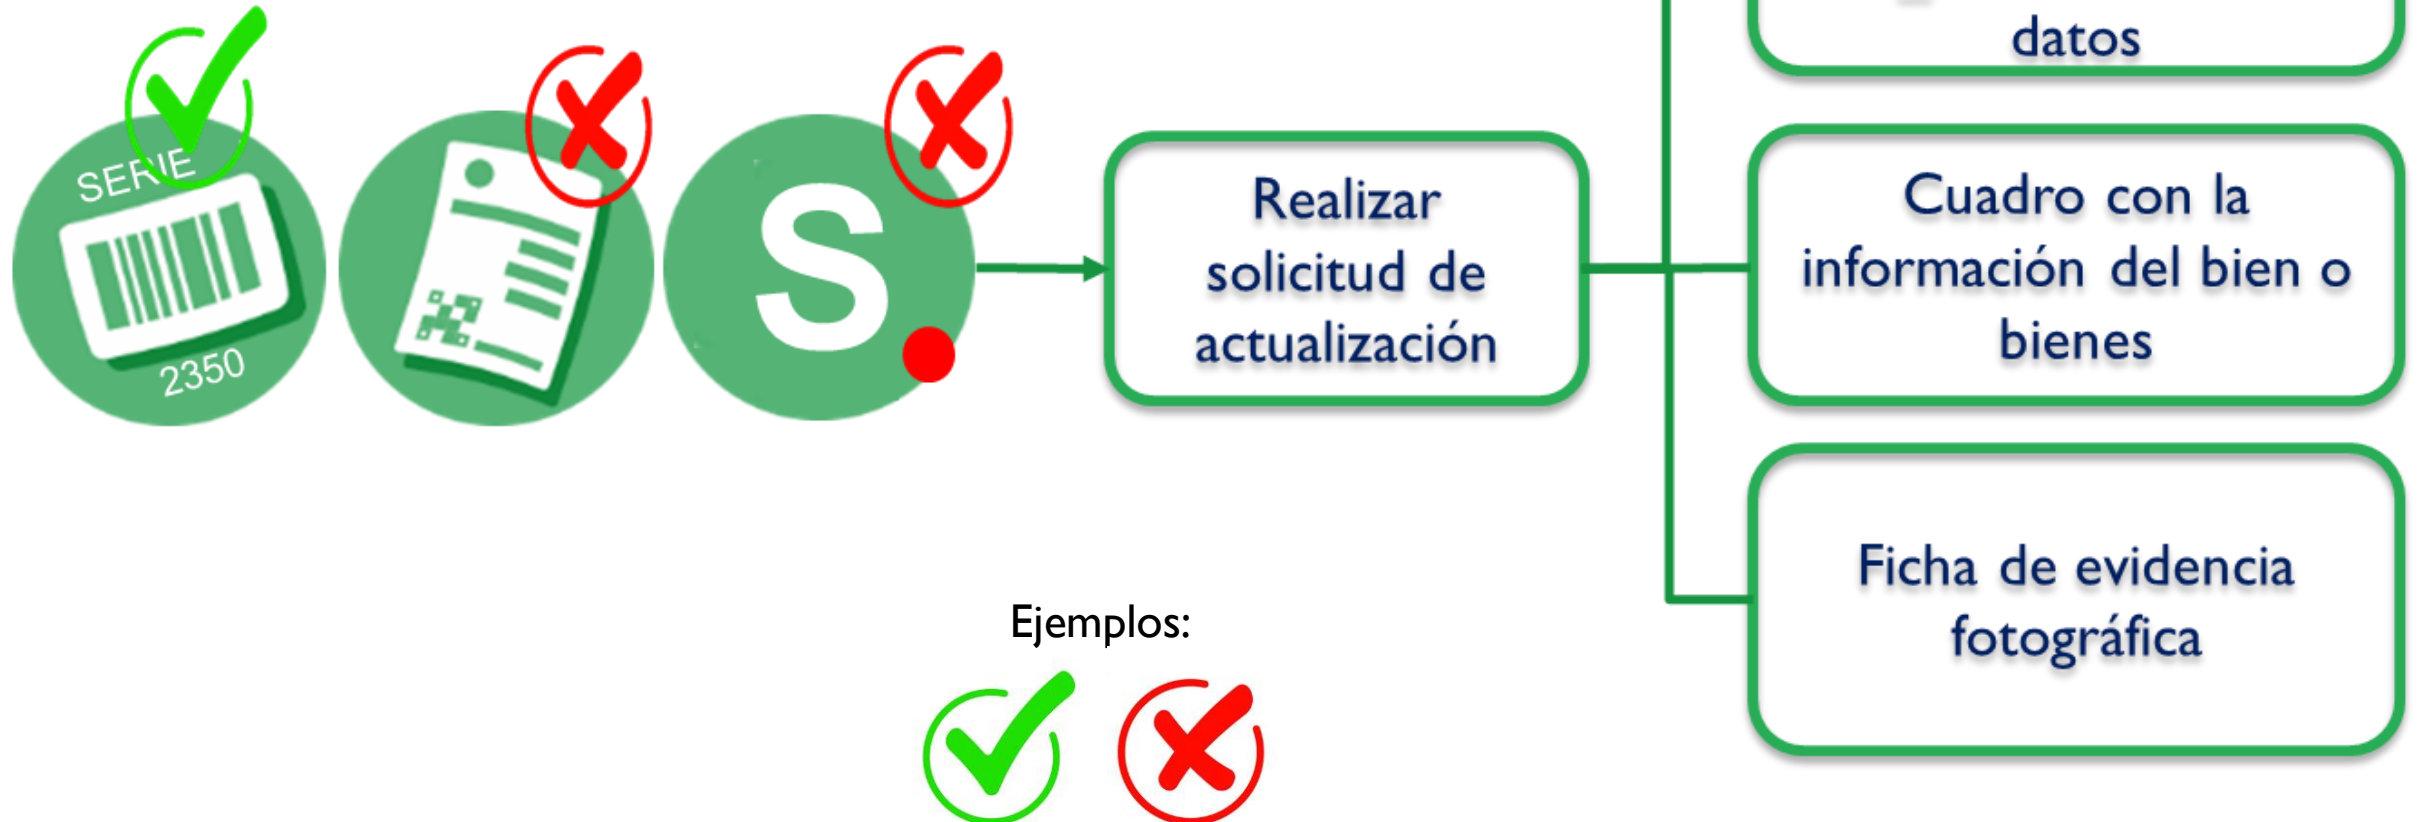 datos
SERIE
2350
S.
Realizar
solicitud de
actualización
Cuadro con la
información del bien o
bienes
Ficha de evidencia
fotográfica
Ejemplos: